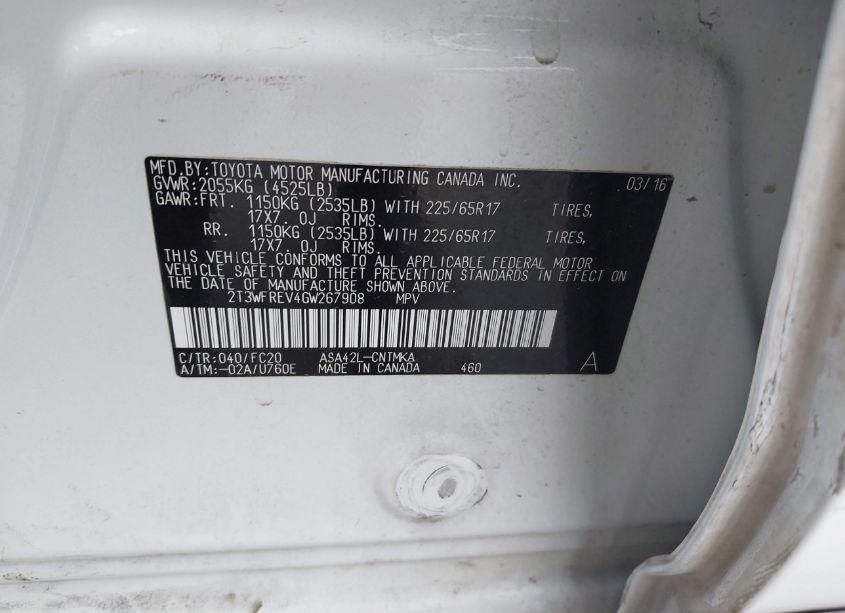 MFD.BY:TOYOTA MOTOR MANUFACTURING CANADA INC. 03/16
GVWR:2055KG (4525LB)
GAWR:FRT. 1150KG (2535LB) WITH 225/65R17 TIRES,
17X7.0J RIMS.
RR. 1150KG (2535LB) WITH 225/65R17 TIRES,
17X7.0J RIMS.
THIS VEHICLE CONFORMS TO ALL APPLICABLE FEDERAL MOTOR
VEHICLE SAFETY AND THEFT PREVENTION STANDARDS IN EFFECT ON
THE DATE OF MANUFACTURE SHOWN ABOVE.
2T3WFREV4GW267908 MPV
C/TR:040/FC20 ASA42L-CNTMKA
A/TM:-02A/U760E MADE IN CANADA 460 A